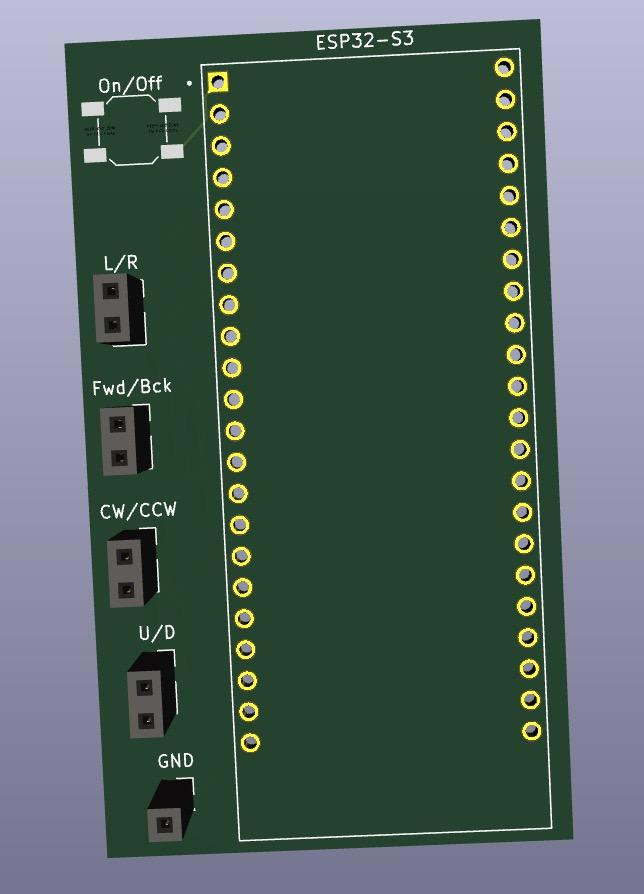 ESP32-S3
On/Off
L/R
Fwd/Bck
CW/CCW
U/D
GND